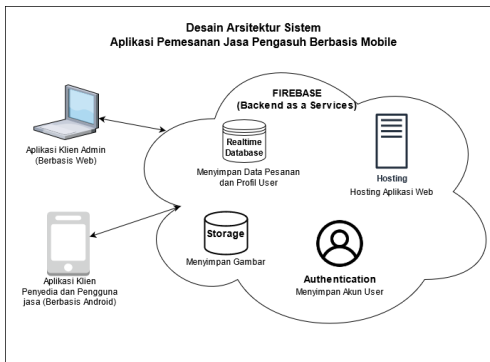 Desain Arsitektur Sistem
Aplikasi Pemesanan Jasa Pengasuh Berbasis Mobile
FIREBASE
(Backend as a Services)
Aplikasi Klien Admin
(Berbasis Web)
Realtime
Database
Menyimpan Data Pesanan
dan Profil User
Hosting
Hosting Aplikasi Web
Aplikasi Klien
Penyedia dan Pengguna
jasa (Berbasis Android)
Storage
Menyimpan Gambar
Authentication
Menyimpan Akun User